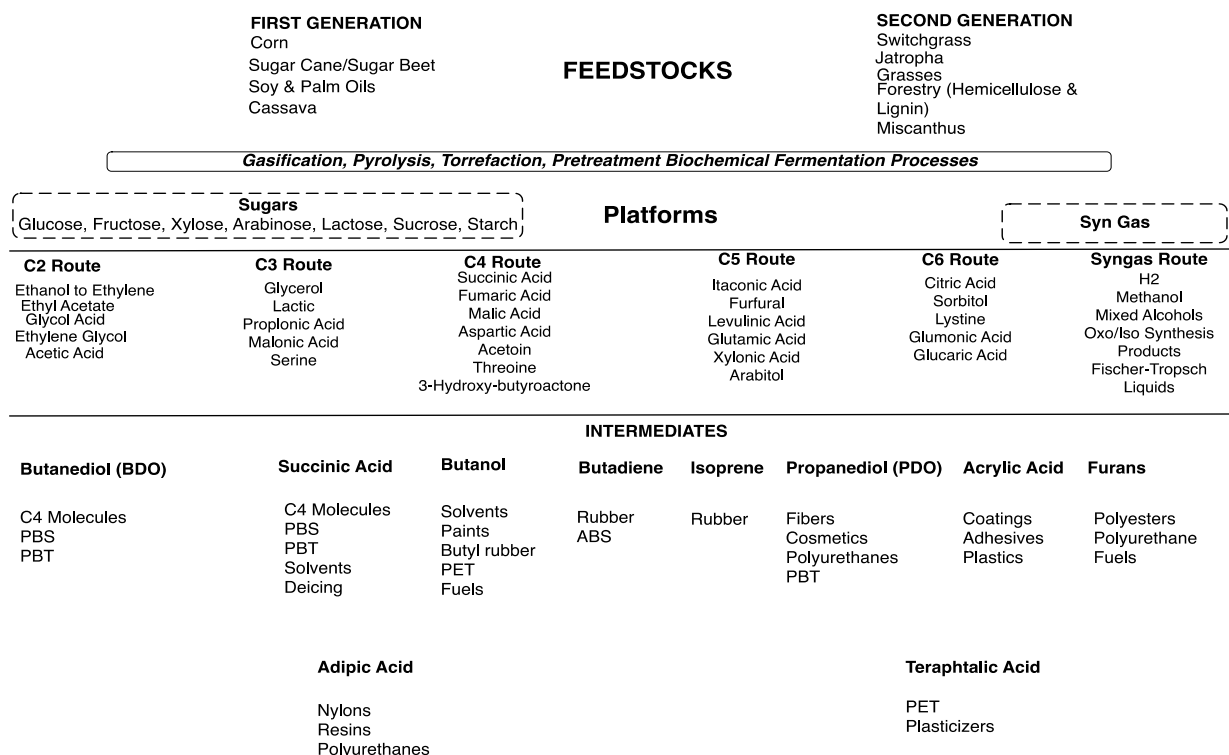 FIRST GENERATION
Corn
Sugar Cane/Sugar Beet
Soy & Palm Oils
Cassava
FEEDSTOCKS
SECOND GENERATION
Switchgrass
Jatropha
Grasses
Forestry (Hemicellulose &
Lignin)
Miscanthus
Gasification, Pyrolysis, Torrefaction, Pretreatment Biochemical Fermentation Processes
Sugars
Glucose, Fructose, Xylose, Arabinose, Lactose, Sucrose, Starch
Platforms
Syn Gas
C2 Route
Ethanol to Ethylene
Ethyl Acetate
Glycol Acid
Ethylene Glycol
Acetic Acid
C3 Route
Glycerol
Lactic
Proplonic Acid
Malonic Acid
Serine
C4 Route
Succinic Acid
Fumaric Acid
Malic Acid
Aspartic Acid
Acetoin
Threoine
3-Hydroxy-butyroactone
C5 Route
Itaconic Acid
Furfural
Levulinic Acid
Glutamic Acid
Xylonic Acid
Arabitol
C6 Route
Citric Acid
Sorbitol
Lystine
Glumonic Acid
Glucaric Acid
Syngas Route
H2
Methanol
Mixed Alcohols
Oxo/Iso Synthesis
Products
Fischer-Tropsch
Liquids
INTERMEDIATES
Butanediol (BDO)
C4 Molecules
PBS
PBT
Succinic Acid
C4 Molecules
PBS
PBT
Solvents
Deicing
Butanol
Solvents
Paints
Butyl rubber
PET
Fuels
Butadiene
Rubber
ABS
Isoprene
Rubber
Propanediol (PDO)
Fibers
Cosmetics
Polyurethanes
PBT
Acrylic Acid
Coatings
Adhesives
Plastics
Furans
Polyesters
Polyurethane
Fuels
Adipic Acid
Nylons
Resins
Polyurethanes
Teraphtalic Acid
PET
Plasticizers